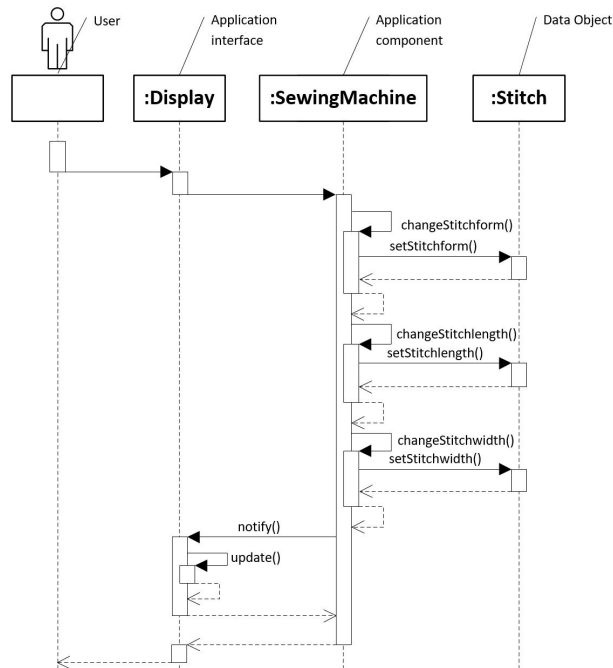 User
Application
interface
Application
component
Data Object
:Display
:SewingMachine
:Stitch
changeStitchform()
setStitchform()
changeStitchlength()
setStitchlength()
changeStitchwidth()
setStitchwidth()
notify()
update()